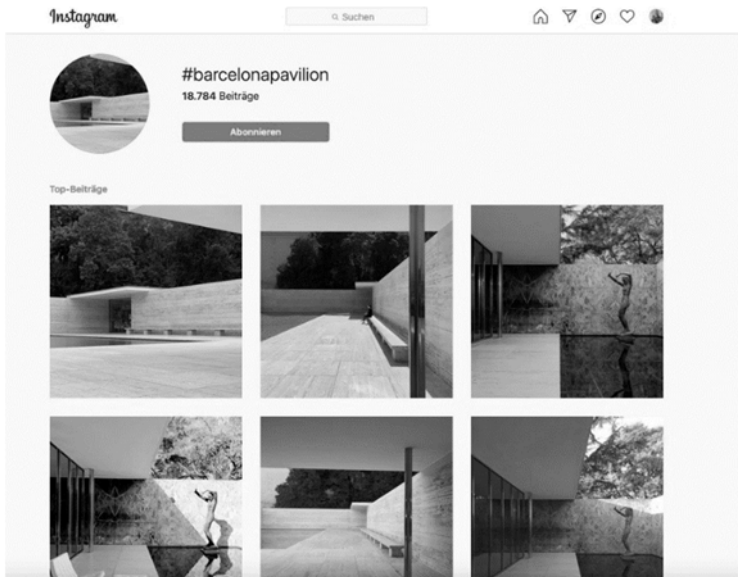 Instagram
Suchen
#barcelonapavilion
18.784 Beiträge
Abonnieren
Top-Beiträge